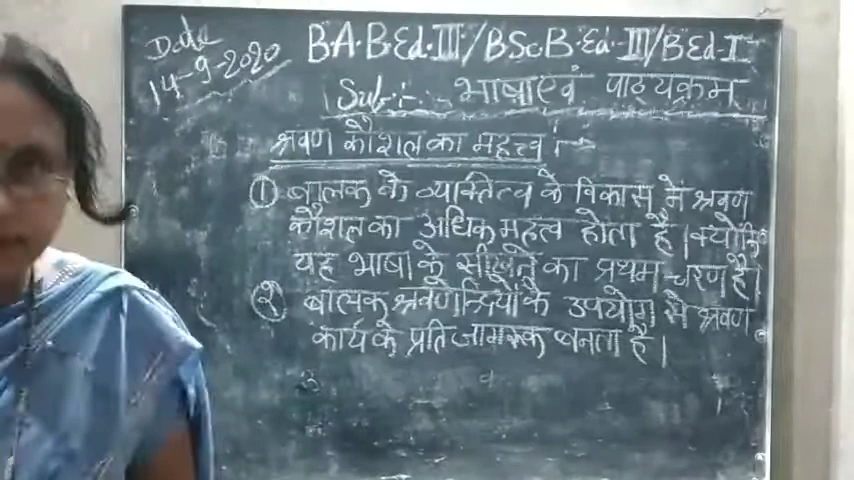 Date
14-9-2020
B.A. B.Ed. III / BSc B.Ed. III / B Ed-I
Sub:- भाषा एवं पाठ्यक्रम
श्रवण कौशल का महत्त्व :-
① बालक के व्यक्तित्व के विकास में श्रवण
कौशल का अधिक महत्व होता है। क्योंकि
यह भाषा के सीखने का प्रथम चरण है।
② बालक श्रवणेन्द्रियों के उपयोग से श्रवण
कार्य के प्रति जागरूक बनता है।